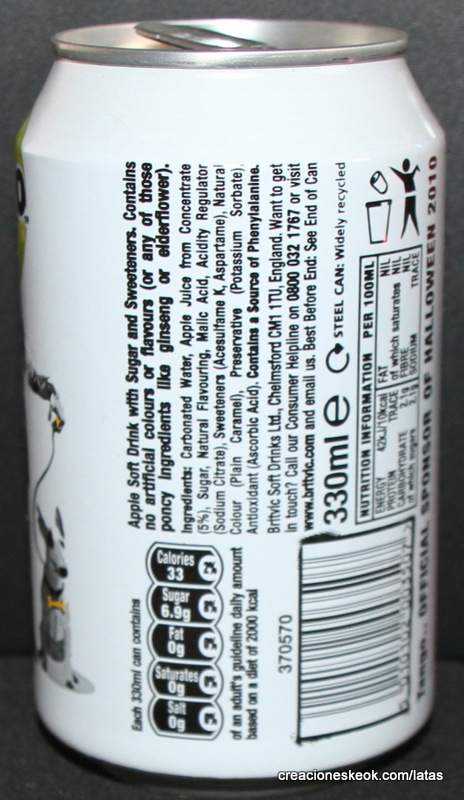 Apple Soft Drink with Sugar and Sweeteners. Contains
no artificial colours or flavours (or any of those
poncy ingredients like ginseng or elderflower).
Ingredients: Carbonated Water, Apple Juice from Concentrate
(5%), Sugar, Natural Flavouring, Malic Acid, Acidity Regulator
(Sodium Citrate), Sweeteners (Acesulfame K, Aspartame), Natural
Colour (Plain Caramel), Preservative (Potassium Sorbate),
Antioxidant (Ascorbic Acid). Contains a Source of Phenylalanine.
Britvic Soft Drinks Ltd., Chelmsford CM1 1TU, England. Want to get
in touch? Call our Consumer Helpline on 0800 032 1767 or visit
www.britvic.com and email us. Best Before End: See End of Can
330ml e STEEL CAN: Widely recycled
NUTRITION INFORMATION PER 100ML
ENERGY 42kJ/10kcal FAT NIL
PROTEIN TRACE of which saturates NIL
CARBOHYDRATE FIBRE NIL
of which sugars 2.1g SODIUM TRACE
OFFICIAL SPONSOR OF HALLOWEEN 2010
Each 330ml can contains
Calories 33
Sugar 6.9g
Fat 0g
Saturates 0g
Salt 0g
of an adult's guideline daily amount
based on a diet of 2000 kcal
370570
creacioneskeok.com/latas